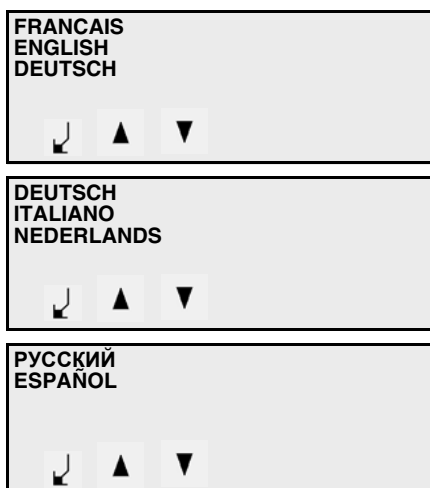 FRANCAIS
ENGLISH
DEUTSCH
DEUTSCH
ITALIANO
NEDERLANDS
РУССКИЙ
ESPAÑOL